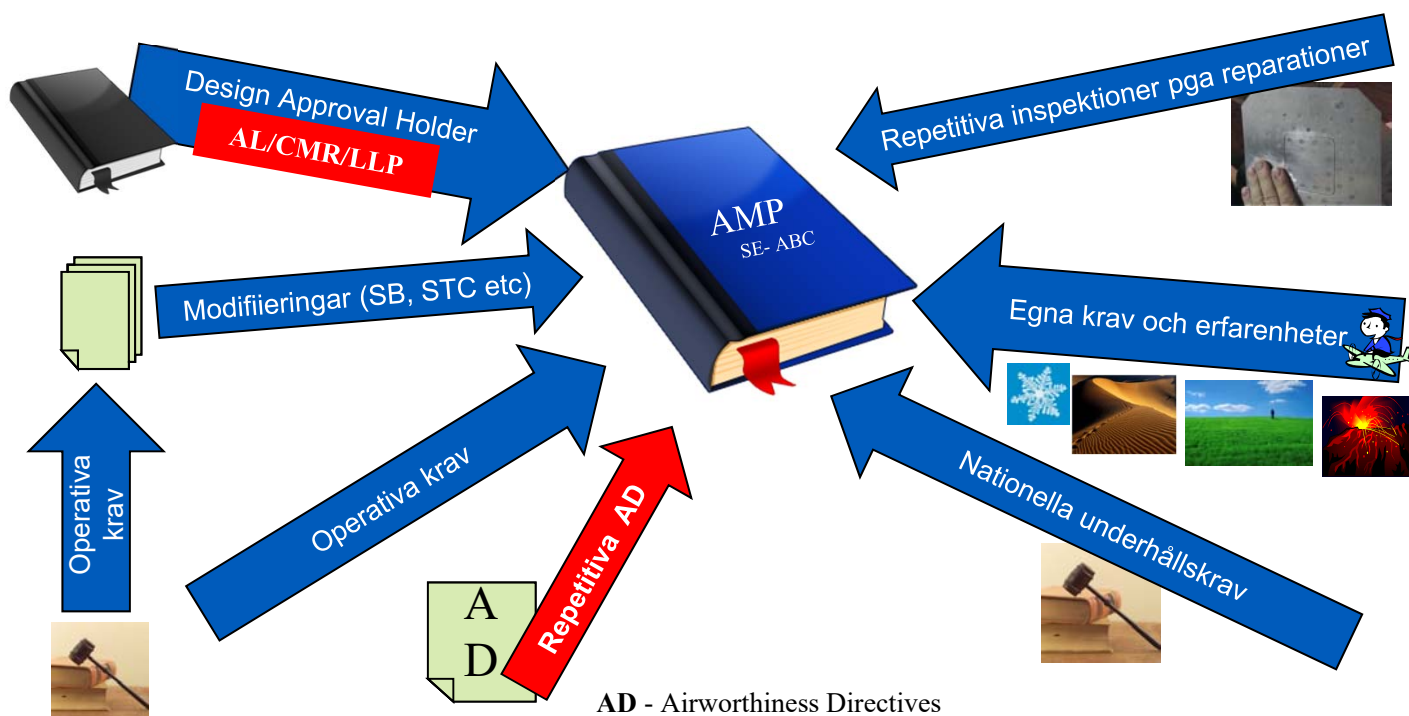 Design Approval Holder
AL/CMR/LLP
Repetitiva inspektioner pga reparationer
AMP
SE- ABC
Modifiieringar (SB, STC etc)
Egna krav och erfarenheter
Operativa
krav
Operativa krav
Repetitiva AD
A
D
Nationella underhållskrav
AD - Airworthiness Directives